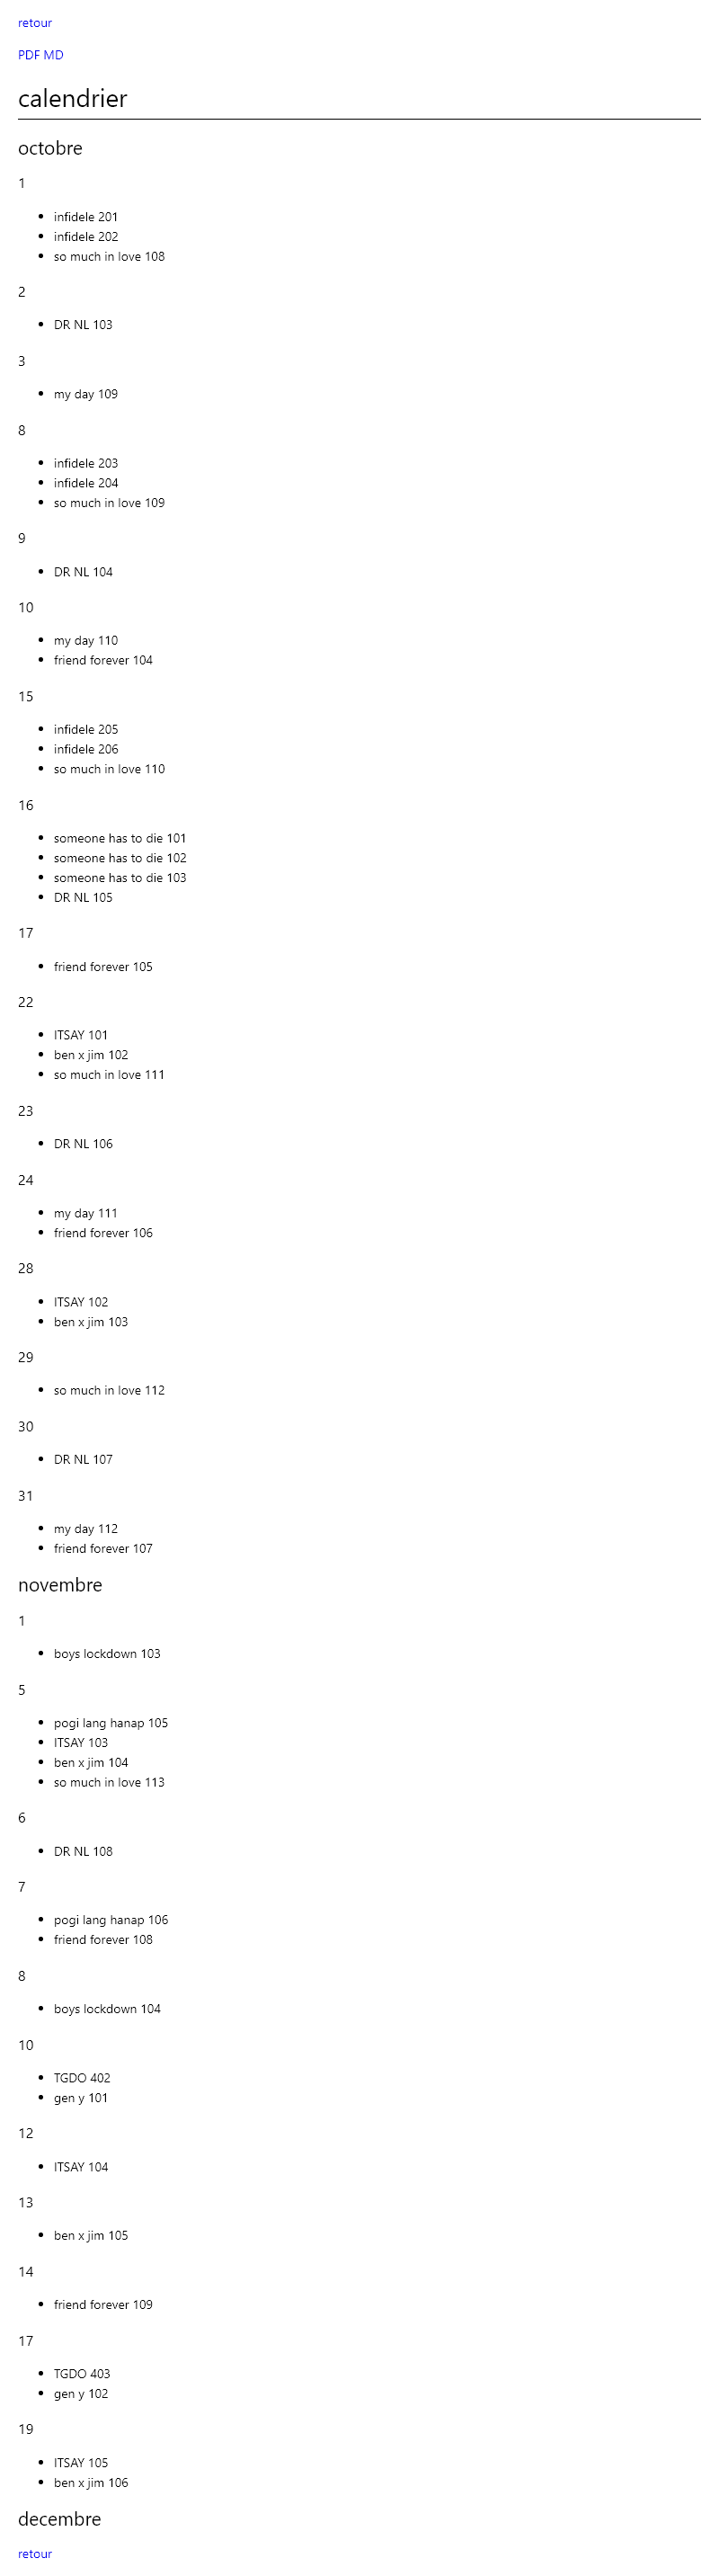 retour
PDF MD
calendrier
octobre
1
infidele 201
infidele 202
so much in love 108
2
DR NL 103
3
my day 109
8
infidele 203
infidele 204
so much in love 109
9
DR NL 104
10
my day 110
friend forever 104
15
infidele 205
infidele 206
so much in love 110
16
someone has to die 101
someone has to die 102
someone has to die 103
DR NL 105
17
friend forever 105
22
ITSAY 101
ben x jim 102
so much in love 111
23
DR NL 106
24
my day 111
friend forever 106
28
ITSAY 102
ben x jim 103
29
so much in love 112
30
DR NL 107
31
my day 112
friend forever 107
novembre
1
boys lockdown 103
5
pogi lang hanap 105
ITSAY 103
ben x jim 104
so much in love 113
6
DR NL 108
7
pogi lang hanap 106
friend forever 108
8
boys lockdown 104
10
TGDO 402
gen y 101
12
ITSAY 104
13
ben x jim 105
14
friend forever 109
17
TGDO 403
gen y 102
19
ITSAY 105
ben x jim 106
decembre
retour